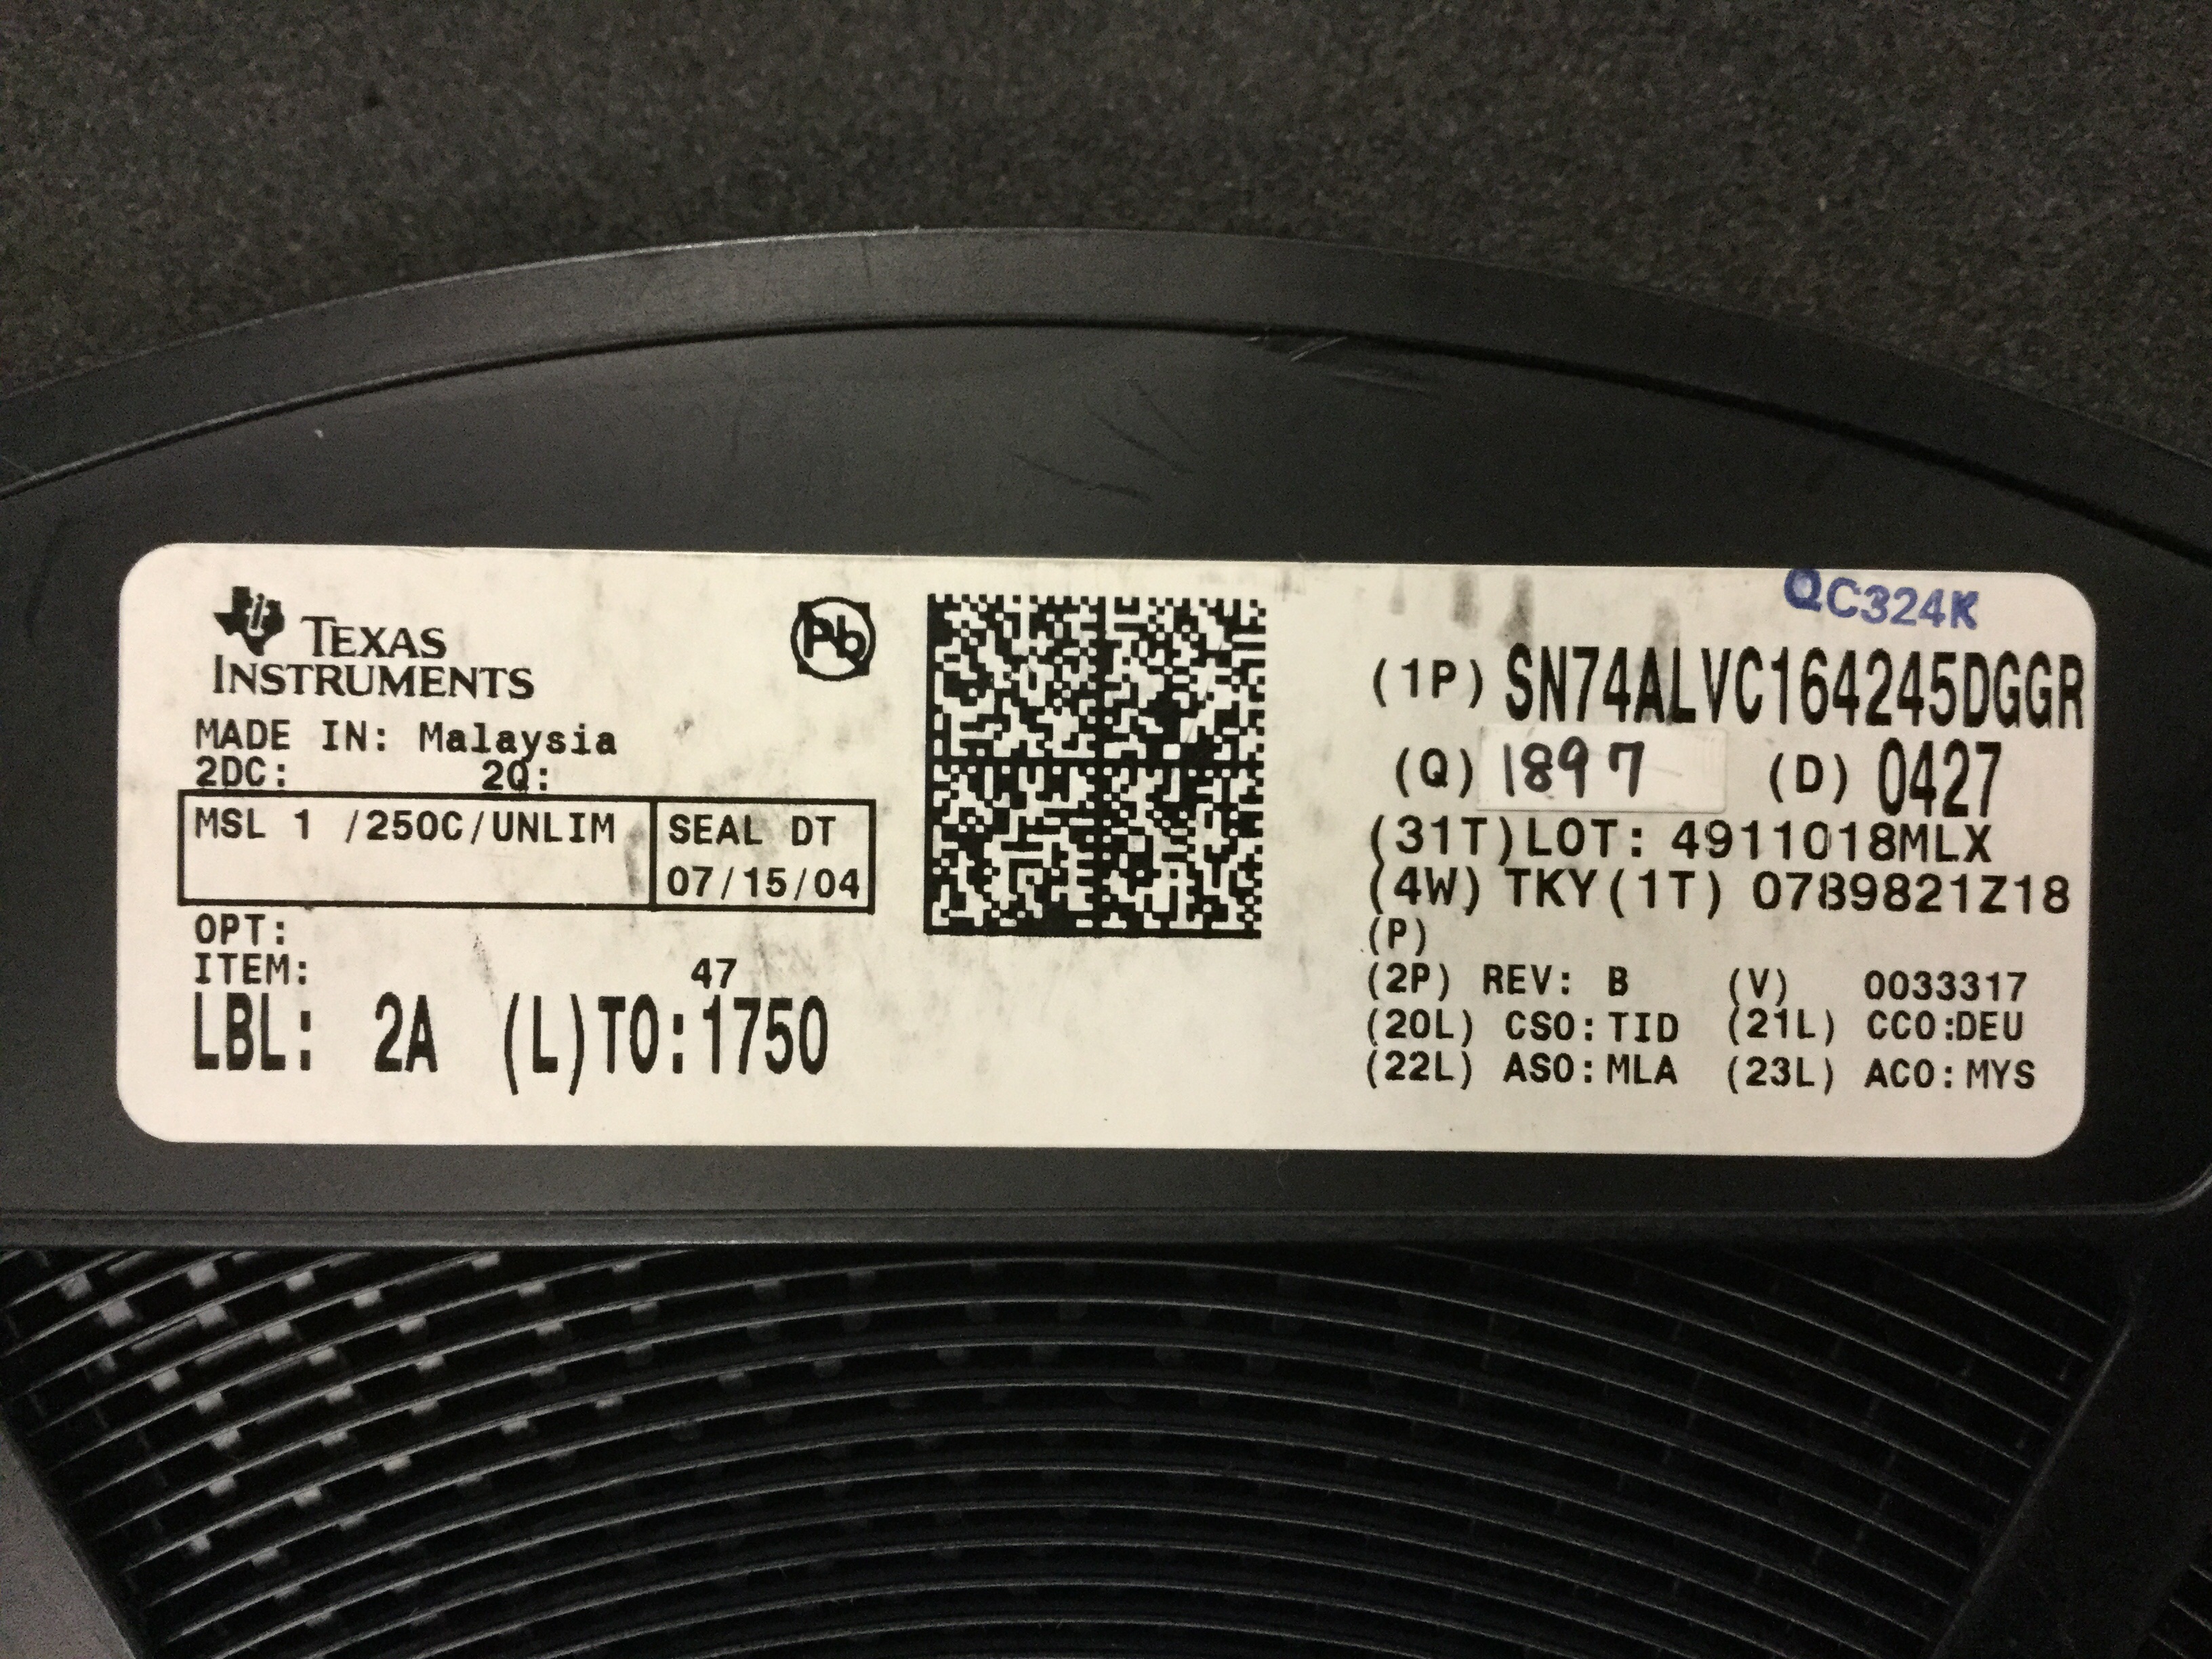 TEXAS
INSTRUMENTS
MADE IN: Malaysia
2DC: 2Q:
MSL 1 /250C/UNLIM
SEAL DT
07/15/04
OPT:
ITEM:
47
LBL: 2A (L)TO:1750
Pb
QC324K
(1P) SN74ALVC164245DGGR
(Q) 1897 (D) 0427
(31T)LOT: 4911018MLX
(4W) TKY(1T) 0789821Z18
(P)
(2P) REV: B (V) 0033317
(20L) CSO:TID (21L) CCO:DEU
(22L) ASO:MLA (23L) ACO:MYS